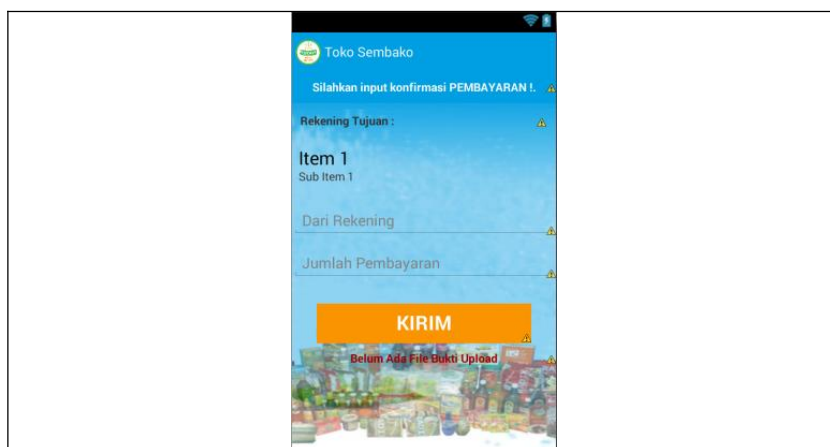 Toko Sembako
Silahkan input konfirmasi PEMBAYARAN !.
Rekening Tujuan :
Item 1
Sub Item 1
Dari Rekening
Jumlah Pembayaran
KIRIM
Belum Ada File Bukti Upload